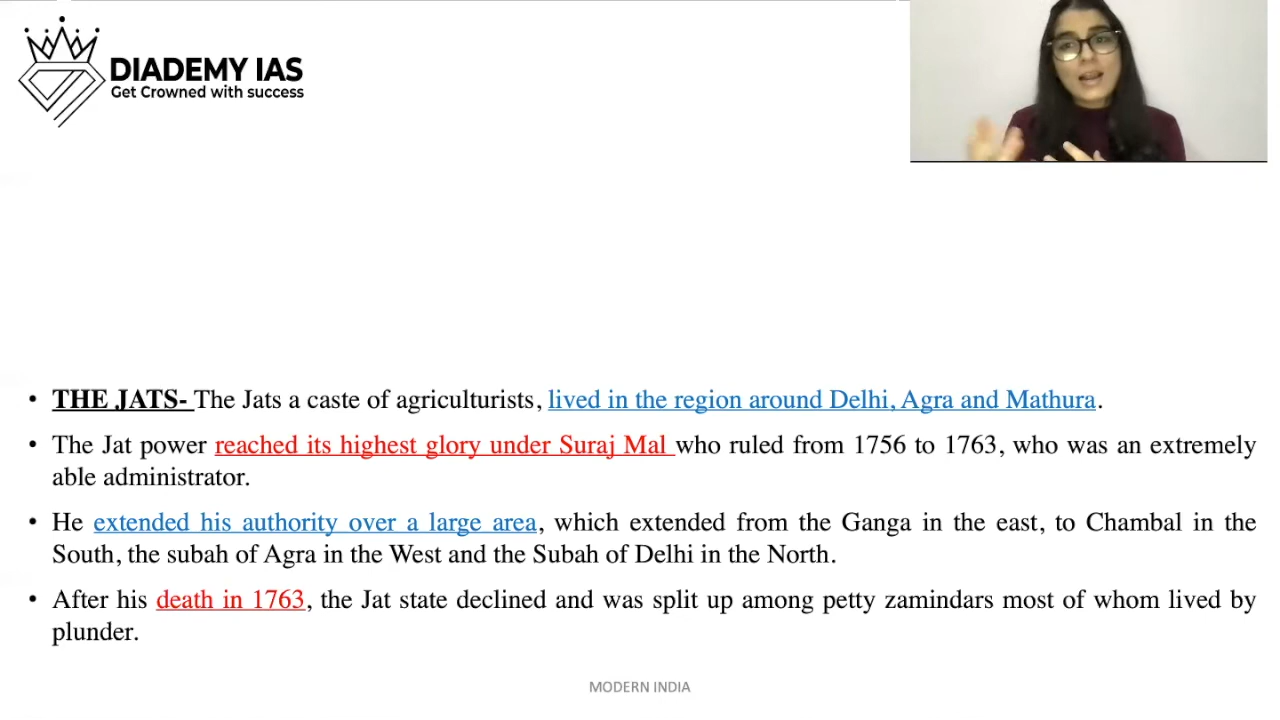 DIADEMY IAS
Get Crowned with success
• THE JATS- The Jats a caste of agriculturists, lived in the region around Delhi, Agra and Mathura.
• The Jat power reached its highest glory under Suraj Mal who ruled from 1756 to 1763, who was an extremely
able administrator.
• He extended his authority over a large area, which extended from the Ganga in the east, to Chambal in the
South, the subah of Agra in the West and the Subah of Delhi in the North.
• After his death in 1763, the Jat state declined and was split up among petty zamindars most of whom lived by
plunder.
MODERN INDIA